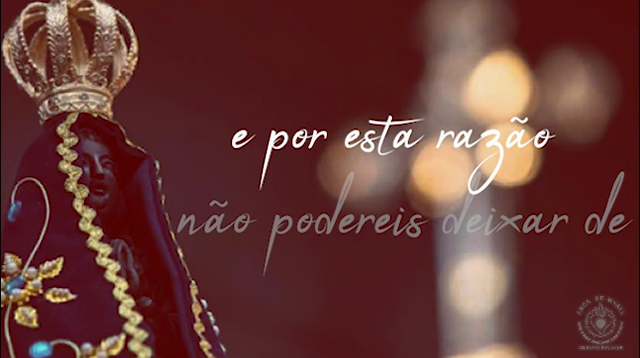 e por esta razão
não podereis deixar de